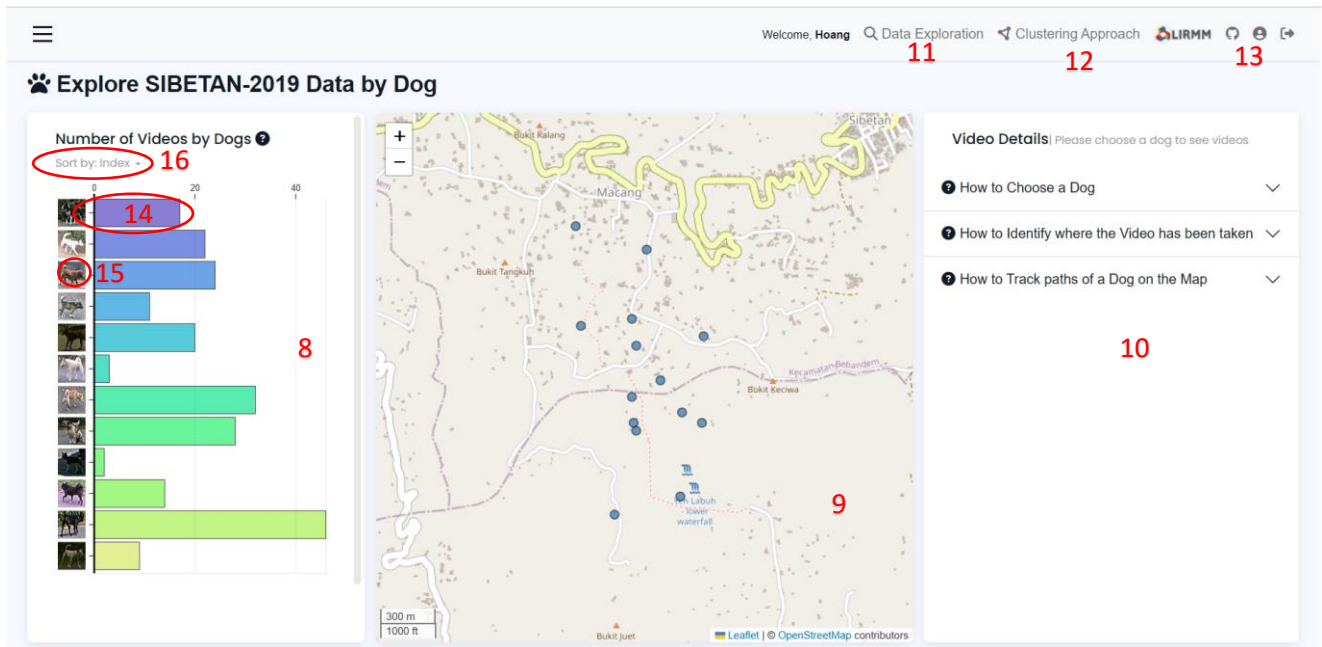 Welcome, Hoang Data Exploration Clustering Approach LIRMM
11
12
13
Explore SIBETAN-2019 Data by Dog
Number of Videos by Dogs ?
Sort by: Index
16
0 20 40
14
15
8
+
−
Sibetan
Bukit Kalang
Macang
Bukit Tangkuh
Kecamatan Bebandem
Bukit Keciwa
Labuh
lower
waterfall
9
300 m
1000 ft
Bukit Juet
Leaflet | © OpenStreetMap contributors
Video Details| Please choose a dog to see videos
? How to Choose a Dog
? How to Identify where the Video has been taken
? How to Track paths of a Dog on the Map
10